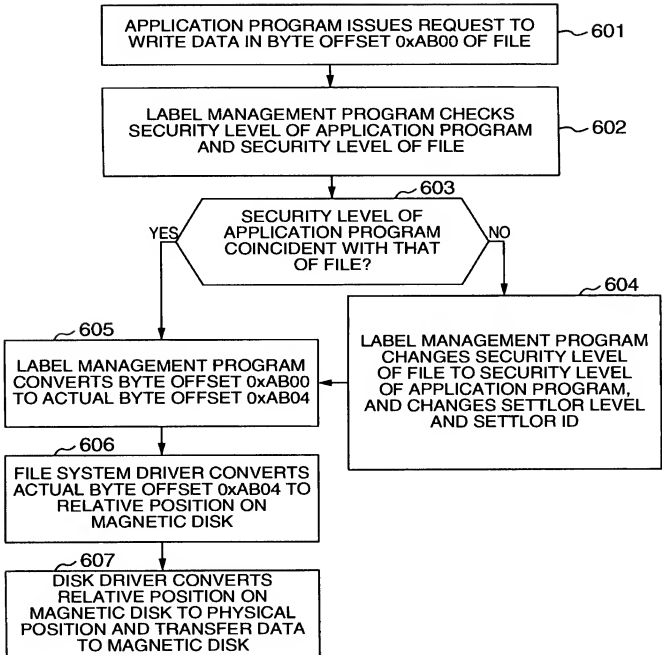 APPLICATION PROGRAM ISSUES REQUEST TO
WRITE DATA IN BYTE OFFSET 0xAB00 OF FILE
601
LABEL MANAGEMENT PROGRAM CHECKS
SECURITY LEVEL OF APPLICATION PROGRAM
AND SECURITY LEVEL OF FILE
602
603
SECURITY LEVEL OF
APPLICATION PROGRAM
COINCIDENT WITH THAT
OF FILE?
YES
NO
604
LABEL MANAGEMENT PROGRAM
CHANGES SECURITY LEVEL
OF FILE TO SECURITY LEVEL
OF APPLICATION PROGRAM,
AND CHANGES SETTLOR LEVEL
AND SETTLOR ID
605
LABEL MANAGEMENT PROGRAM
CONVERTS BYTE OFFSET 0xAB00
TO ACTUAL BYTE OFFSET 0xAB04
606
FILE SYSTEM DRIVER CONVERTS
ACTUAL BYTE OFFSET 0xAB04 TO
RELATIVE POSITION ON
MAGNETIC DISK
607
DISK DRIVER CONVERTS
RELATIVE POSITION ON
MAGNETIC DISK TO PHYSICAL
POSITION AND TRANSFER DATA
TO MAGNETIC DISK